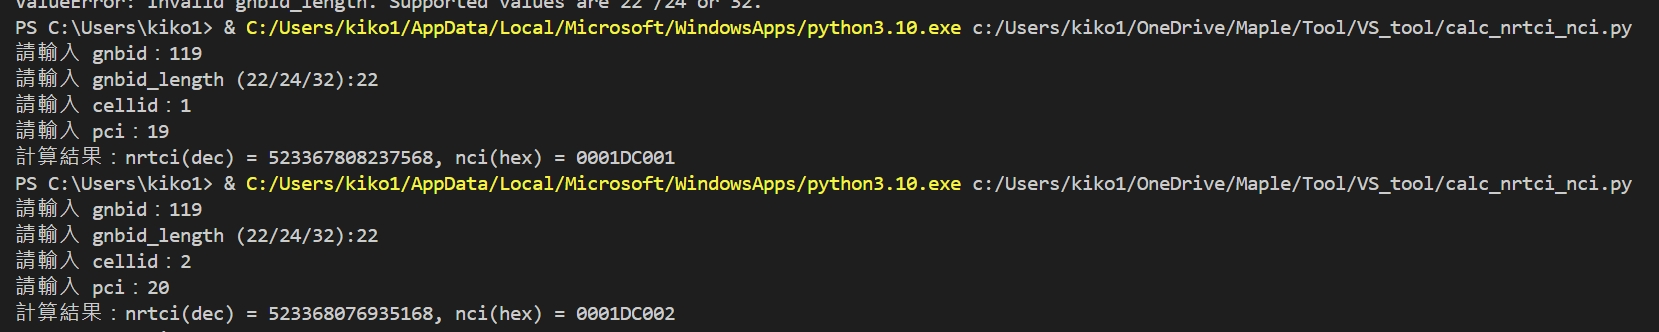 ValueError: Invalid gnbid_length. Supported values are 22 /24 or 32.
PS C:\Users\kiko1> & C:/Users/kiko1/AppData/Local/Microsoft/WindowsApps/python3.10.exe c:/Users/kiko1/OneDrive/Maple/Tool/VS_tool/calc_nrtci_nci.py
請輸入 gnbid：119
請輸入 gnbid_length (22/24/32):22
請輸入 cellid：1
請輸入 pci：19
計算結果：nrtci(dec) = 523367808237568, nci(hex) = 0001DC001
PS C:\Users\kiko1> & C:/Users/kiko1/AppData/Local/Microsoft/WindowsApps/python3.10.exe c:/Users/kiko1/OneDrive/Maple/Tool/VS_tool/calc_nrtci_nci.py
請輸入 gnbid：119
請輸入 gnbid_length (22/24/32):22
請輸入 cellid：2
請輸入 pci：20
計算結果：nrtci(dec) = 523368076935168, nci(hex) = 0001DC002